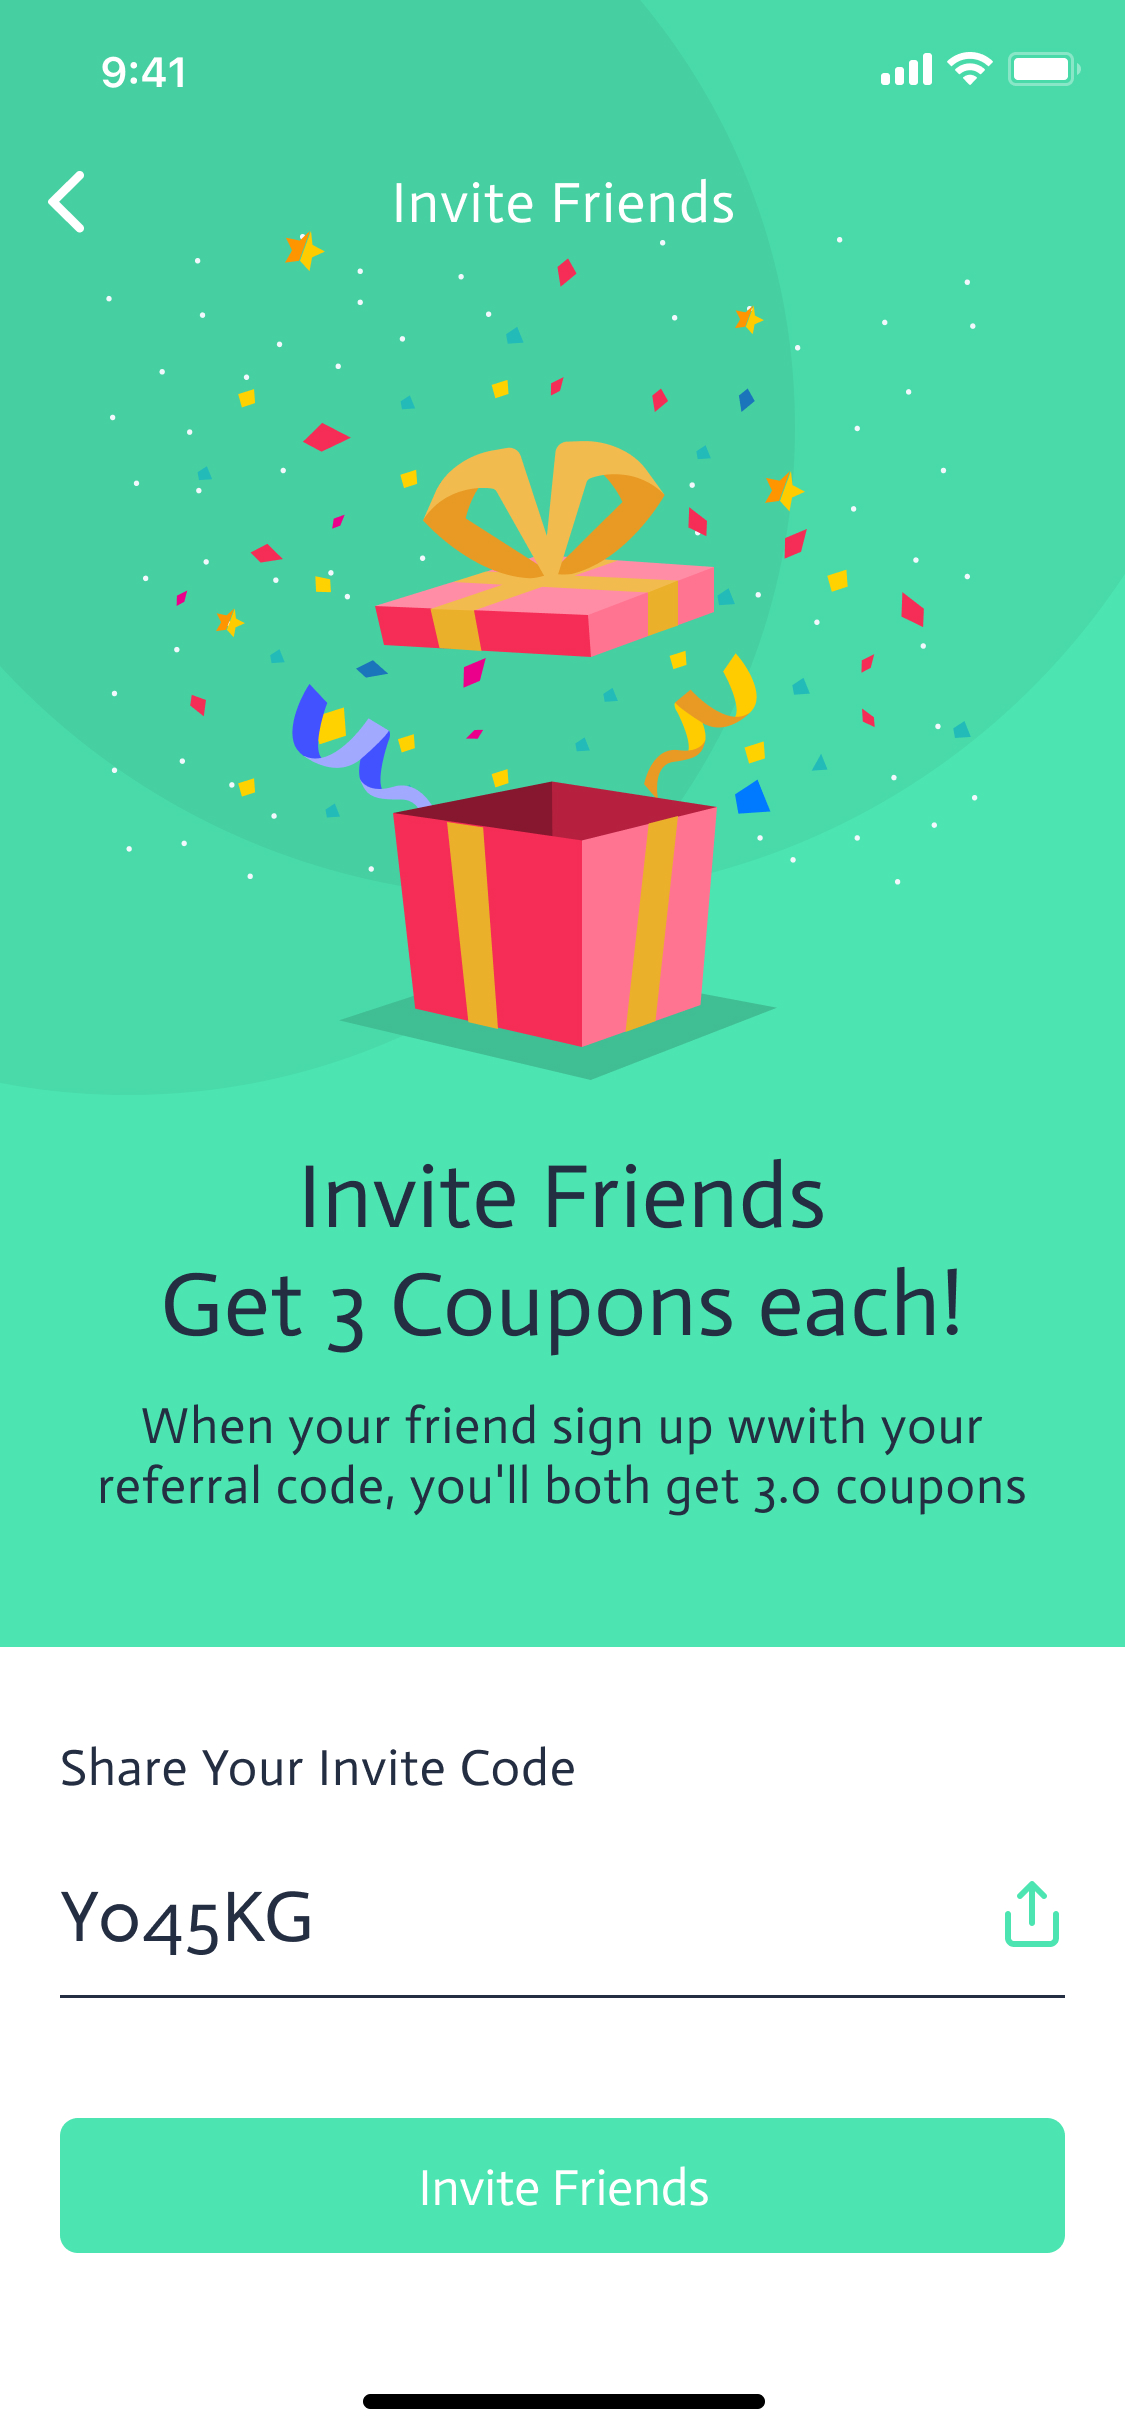 9:41
Invite Friends
Invite Friends
Get 3 Coupons each!
When your friend sign up wwith your
referral code, you'll both get 3.0 coupons
Share Your Invite Code
Yo45KG
Invite Friends